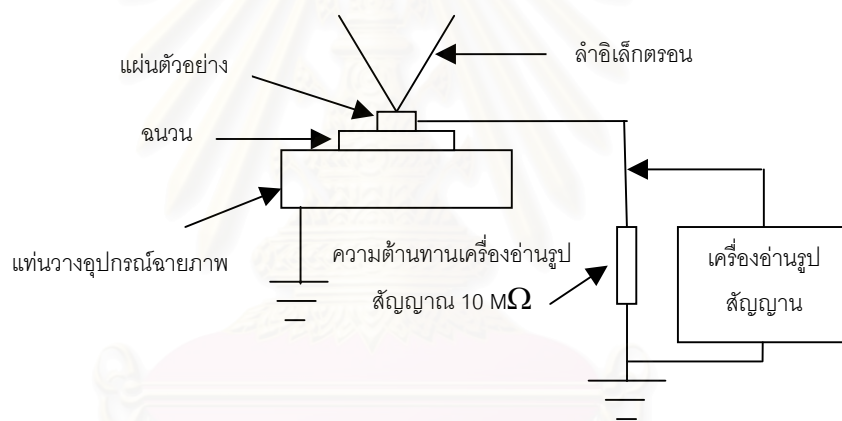 ลำอิเล็กตรอน
แผ่นตัวอย่าง
ฉนวน
แท่นวางอุปกรณ์ฉายภาพ
ความต้านทานเครื่องอ่านรูป
สัญญาณ 10 MΩ
เครื่องอ่านรูป
สัญญาน